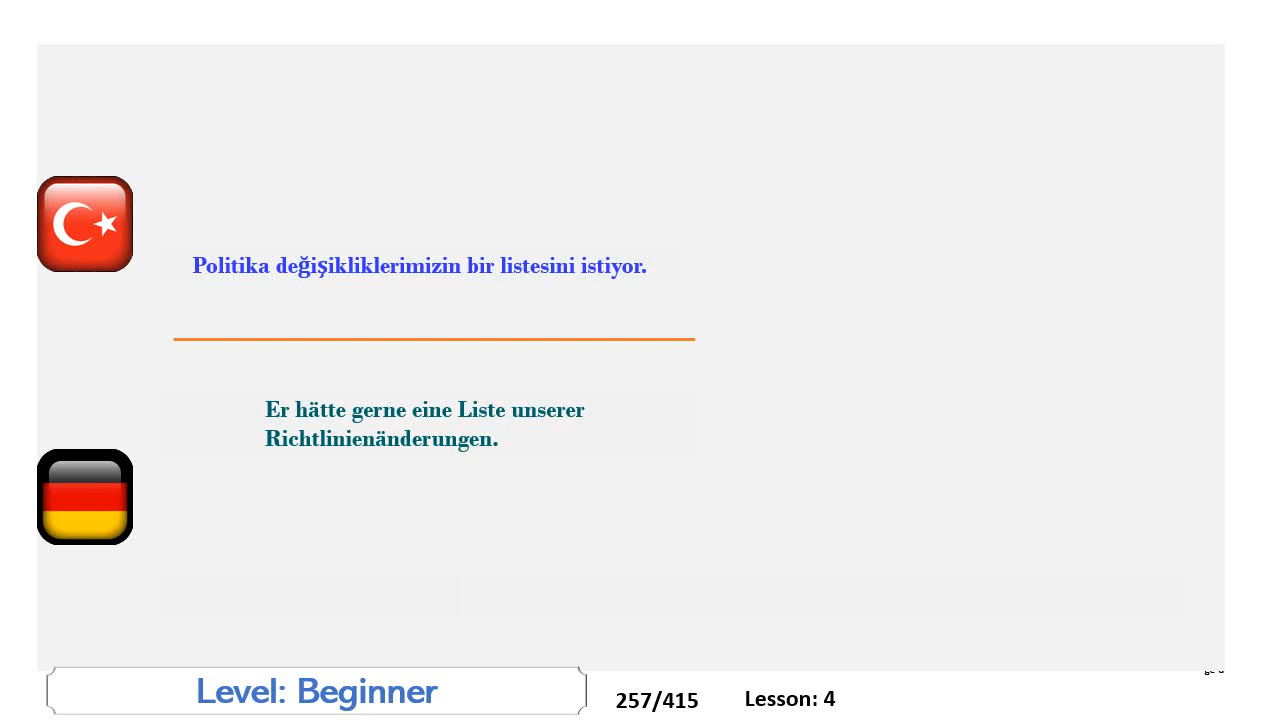 Politika değişikliklerimizin bir listesini istiyor.
Er hätte gerne eine Liste unserer
Richtlinienänderungen.
Level: Beginner
257/415
Lesson: 4